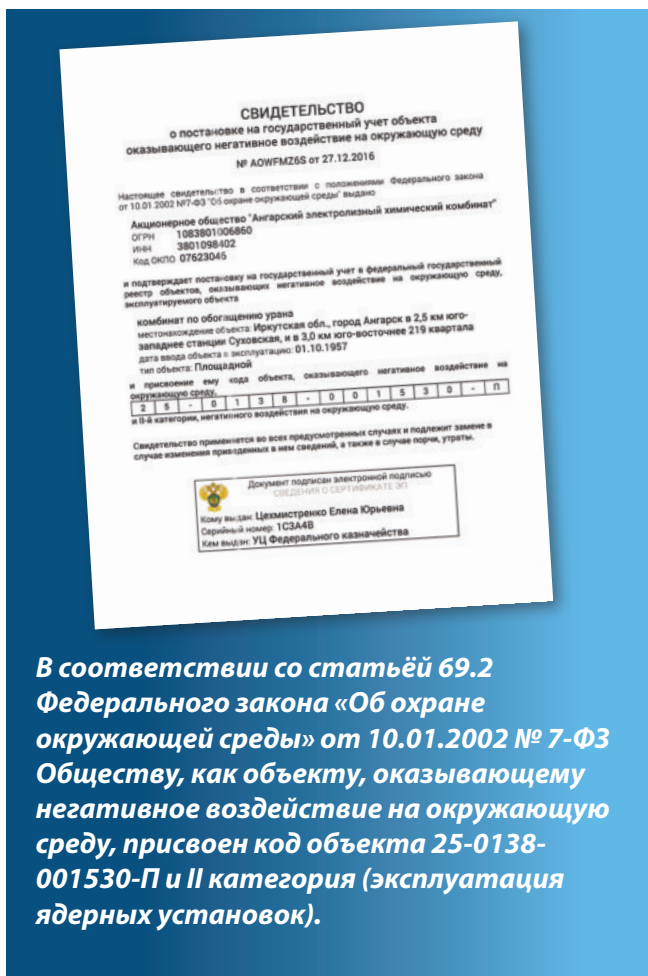 СВИДЕТЕЛЬСТВО
о постановке на государственный учет объекта
оказывающего негативное воздействие на окружающую среду
№ AOWFMZ6S от 27.12.2016
Настоящее свидетельство в соответствии с положениями Федерального закона
от 10.01.2002 №7-ФЗ "Об охране окружающей среды" выдано
Акционерное общество "Ангарский электролизный химический комбинат"
ОГРН 1083801006860
ИНН 3801098402
Код ОКПО 07623045
и подтверждает постановку на государственный учет в федеральный государственный
реестр объектов, оказывающих негативное воздействие на окружающую среду,
эксплуатируемого объекта
комбинат по обогащению урана
местонахождение объекта: Иркутская обл., город Ангарск в 2,5 км юго-
западнее станции Суховская, и в 3,0 км юго-восточнее 219 квартала
дата ввода объекта в эксплуатацию: 01.10.1957
тип объекта: Площадной
и присвоение ему кода объекта, оказывающего негативное воздействие на
окружающую среду,
2 5 - 0 1 3 8 - 0 0 1 5 3 0 - П
и II-й категории, негативного воздействия на окружающую среду.
Свидетельство применяется во всех предусмотренных случаях и подлежит замене в
случае изменения приведенных в нем сведений, а также в случае порчи, утраты.
Документ подписан электронной подписью
СВЕДЕНИЯ О СЕРТИФИКАТЕ ЭП
Кому выдан: Цехмистренко Елена Юрьевна
Серийный номер: 1C3A4B
Кем выдан: УЦ Федерального казначейства
В соответствии со статьёй 69.2
Федерального закона «Об охране
окружающей среды» от 10.01.2002 № 7-ФЗ
Обществу, как объекту, оказывающему
негативное воздействие на окружающую
среду, присвоен код объекта 25-0138-
001530-П и II категория (эксплуатация
ядерных установок).